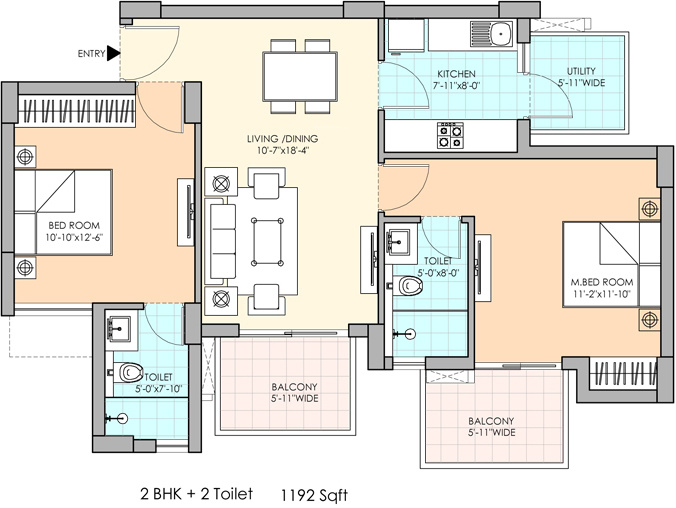 ENTRY
KITCHEN
7'-11"x8'-0"
UTILITY
5'-11"WIDE
LIVING /DINING
10'-7"x18'-4"
BED ROOM
10'-10"x12'-6"
TOILET
5'-0"x8'-0"
M.BED ROOM
11'-2"x11'-10"
TOILET
5'-0"x7'-10"
BALCONY
5'-11"WIDE
BALCONY
5'-11"WIDE
2 BHK + 2 Toilet 1192 Sqft